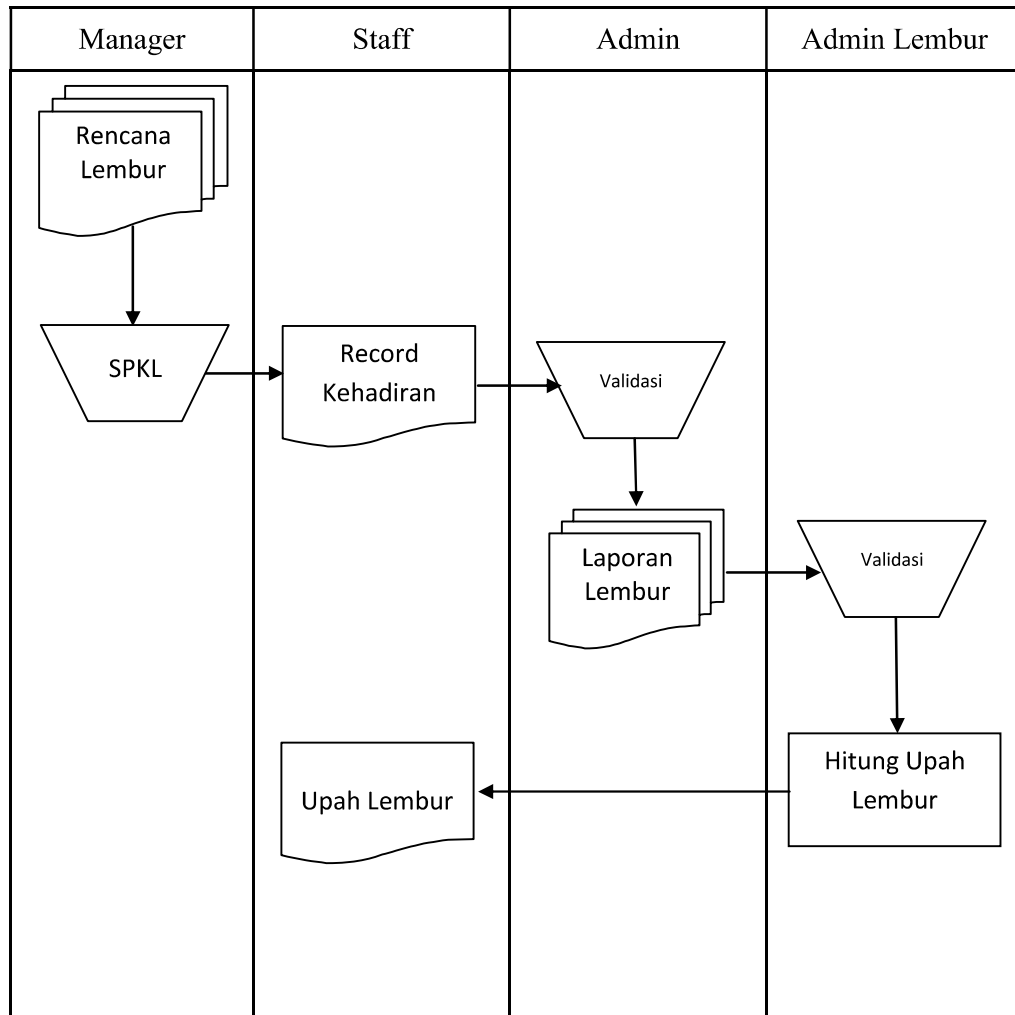 Manager
Staff
Admin
Admin Lembur
Rencana
Lembur
SPKL
Record
Kehadiran
Validasi
Laporan
Lembur
Validasi
Hitung Upah
Lembur
Upah Lembur